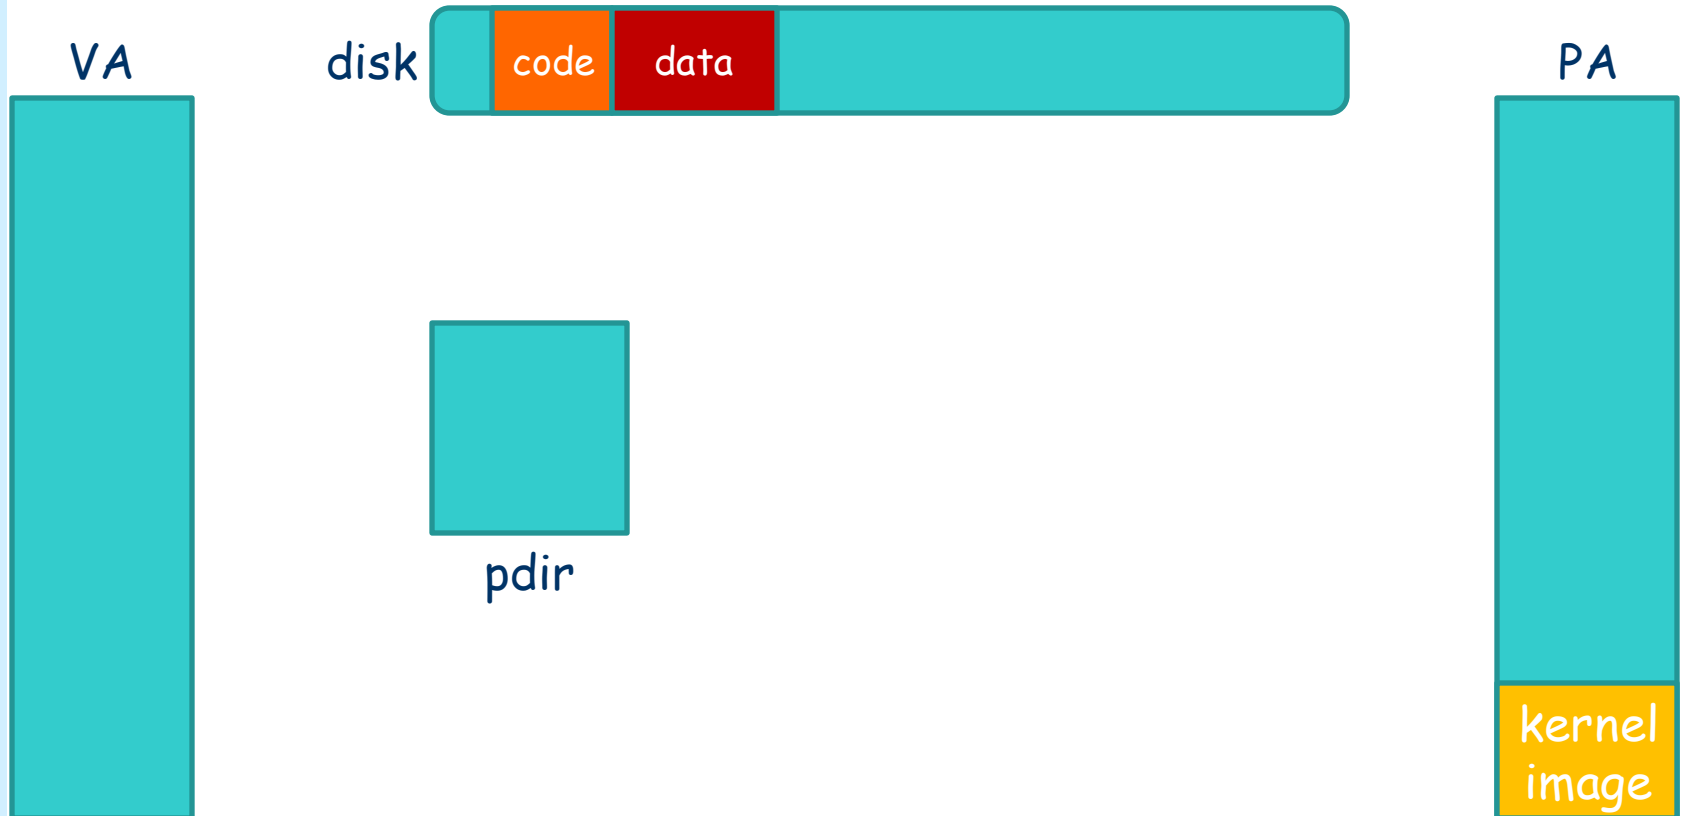 VA
disk
code
data
PA
pdir
kernel
image